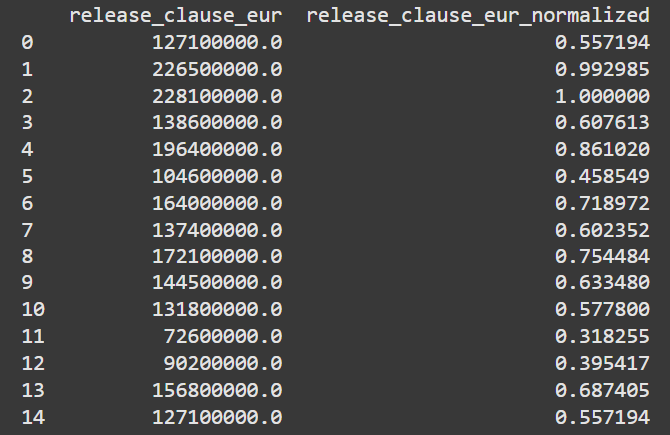 release_clause_eur release_clause_eur_normalized
0 127100000.0 0.557194
1 226500000.0 0.992985
2 228100000.0 1.000000
3 138600000.0 0.607613
4 196400000.0 0.861020
5 104600000.0 0.458549
6 164000000.0 0.718972
7 137400000.0 0.602352
8 172100000.0 0.754484
9 144500000.0 0.633480
10 131800000.0 0.577800
11 72600000.0 0.318255
12 90200000.0 0.395417
13 156800000.0 0.687405
14 127100000.0 0.557194